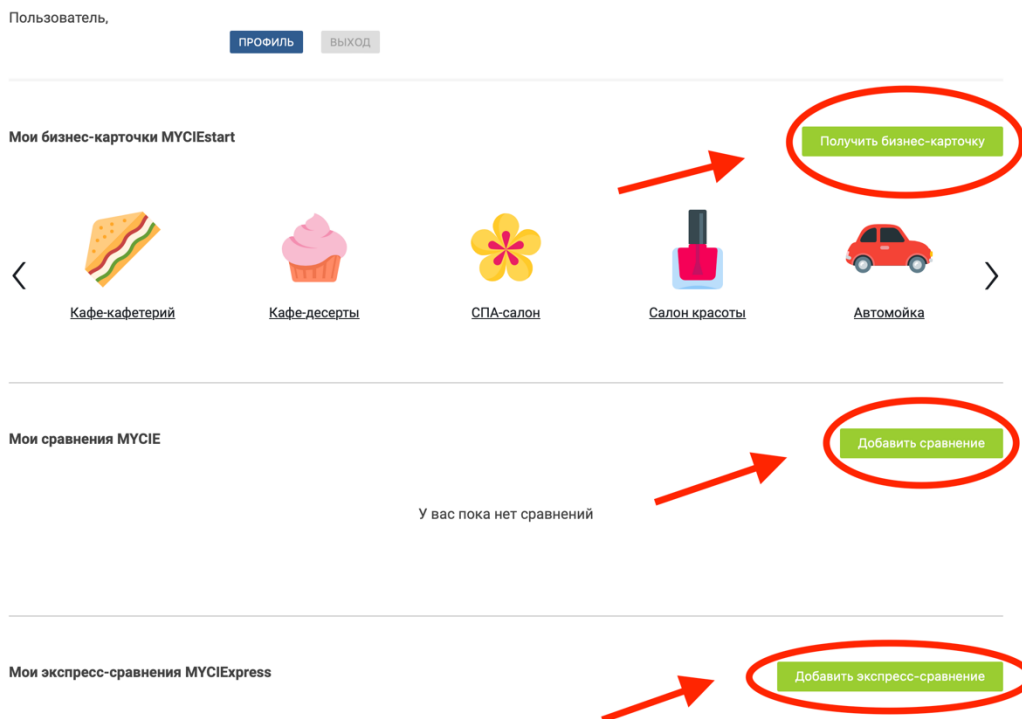 Пользователь,
ПРОФИЛЬ ВЫХОД
Мои бизнес-карточки MYCIEstart
Получить бизнес-карточку
Кафе-кафетерий
Кафе-десерты
СПА-салон
Салон красоты
Автомойка
Мои сравнения MYCIE
Добавить сравнение
У вас пока нет сравнений
Мои экспресс-сравнения MYCIExpress
Добавить экспресс-сравнение